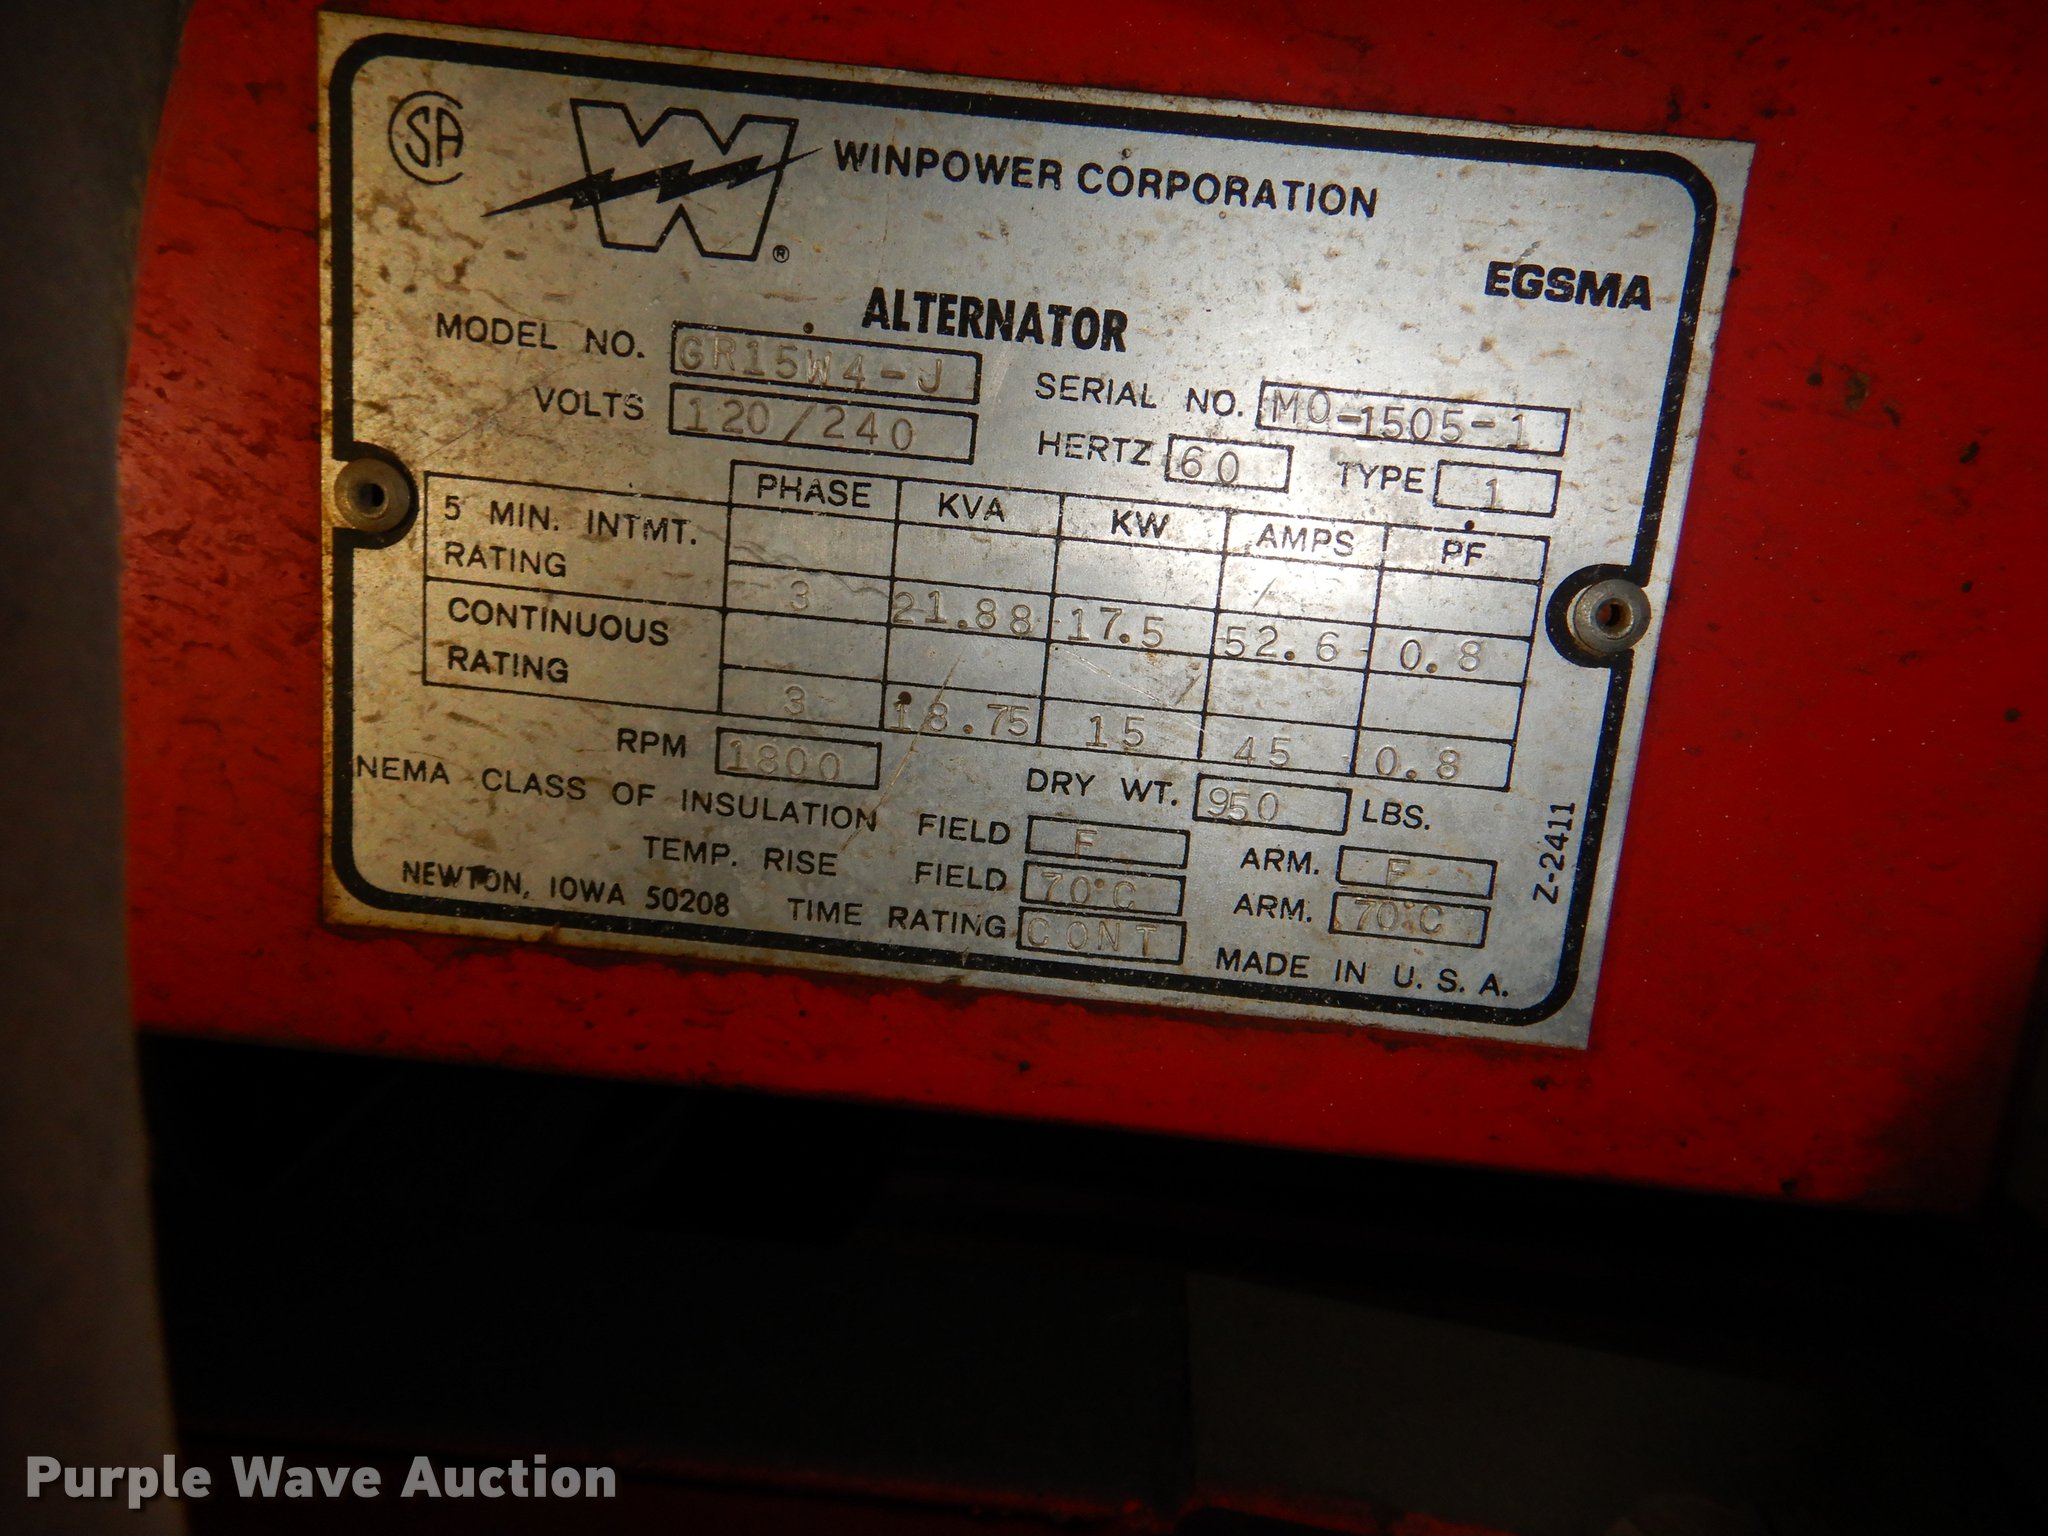 SA
W ®
WINPOWER CORPORATION
EGSMA
ALTERNATOR
MODEL NO. GR15W4-J
SERIAL NO. MO-1505-1
VOLTS 120/240
HERTZ 60 TYPE 1
PHASE KVA KW AMPS PF
5 MIN. INTMT. RATING 3 21.88 17.5 52.6 0.8
CONTINUOUS RATING 3 18.75 15 45 0.8
RPM 1800
DRY WT. 950 LBS.
NEMA CLASS OF INSULATION FIELD F ARM. F
TEMP. RISE FIELD 70°C ARM. 70°C
NEWTON, IOWA 50208 TIME RATING CONT
MADE IN U.S.A.
Z-2411
Purple Wave Auction